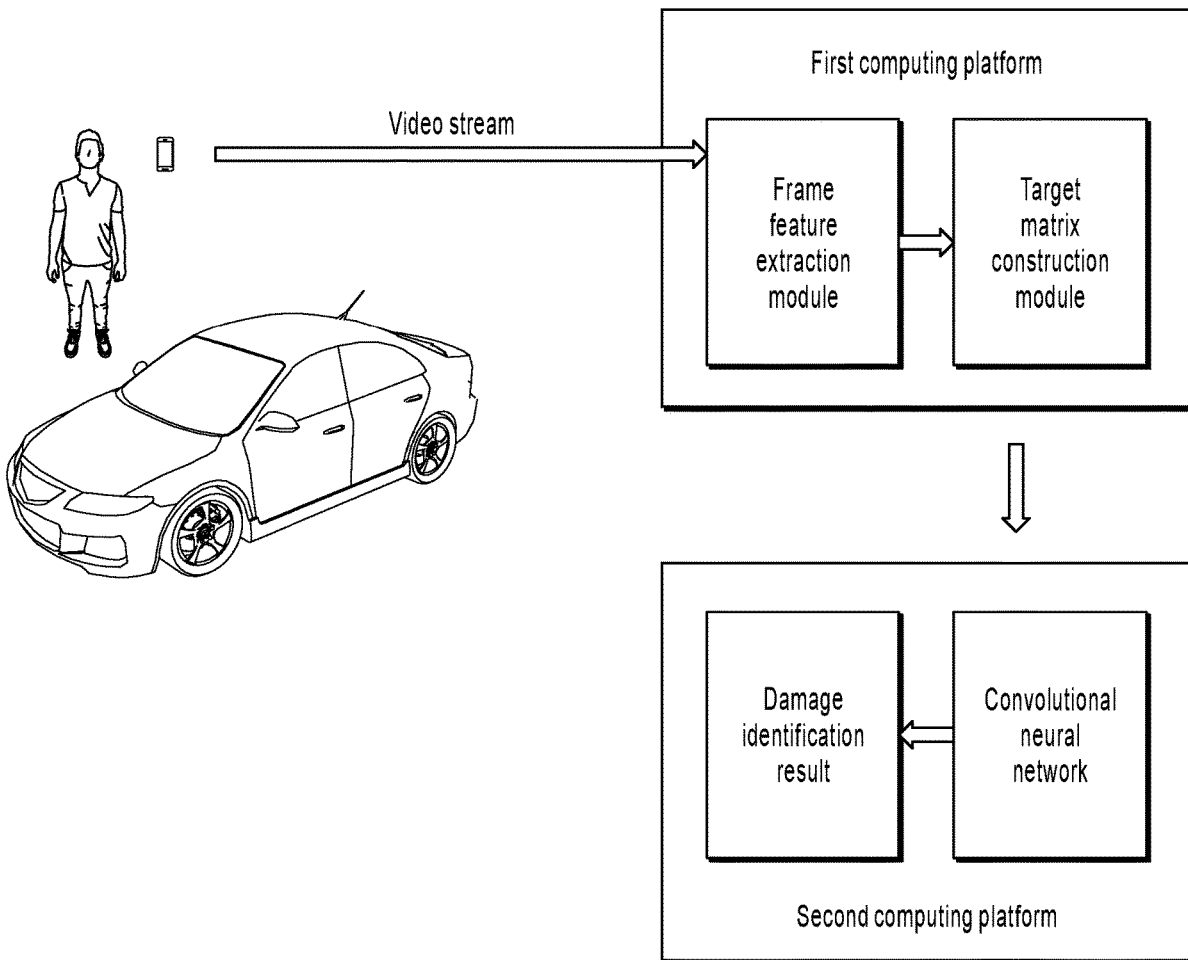 First computing platform
Video stream
Frame
feature
extraction
module
Target
matrix
construction
module
Damage
identification
result
Convolutional
neural
network
Second computing platform